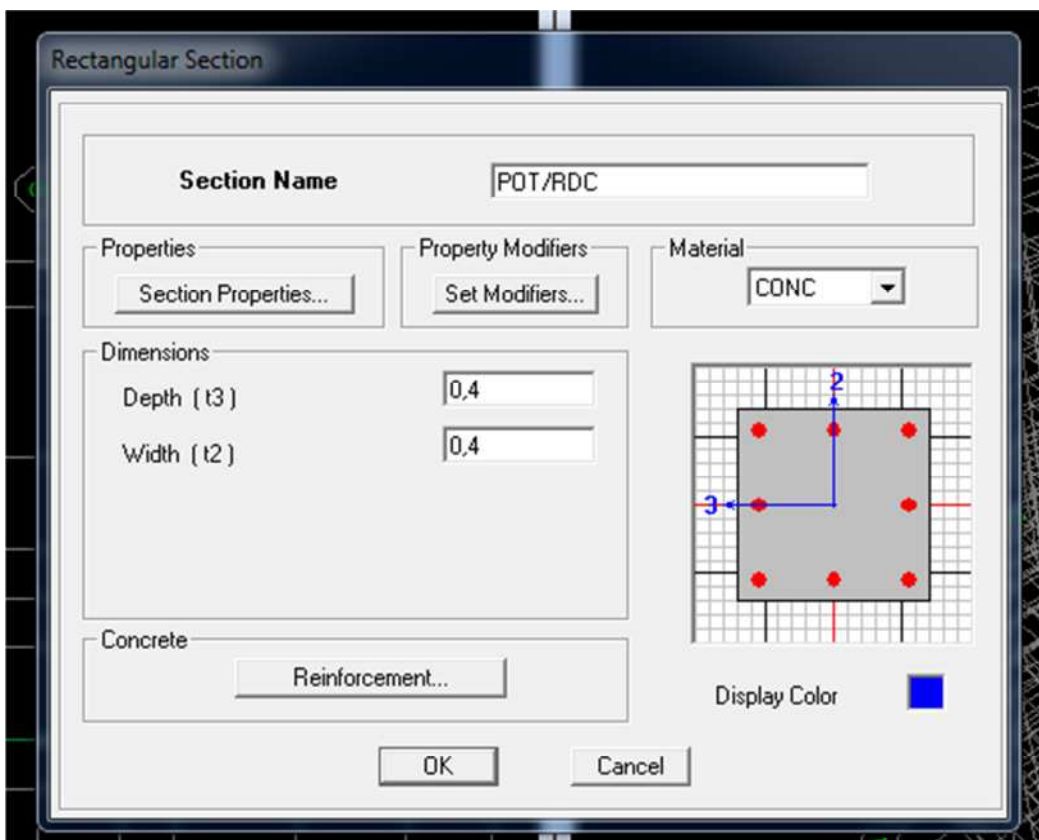 Rectangular Section
Section Name POT/RDC
Properties Property Modifiers Material
Section Properties... Set Modifiers... CONC
Dimensions
Depth ( t3 ) 0,4
Width ( t2 ) 0,4
2
3
Concrete
Reinforcement...
Display Color
OK Cancel